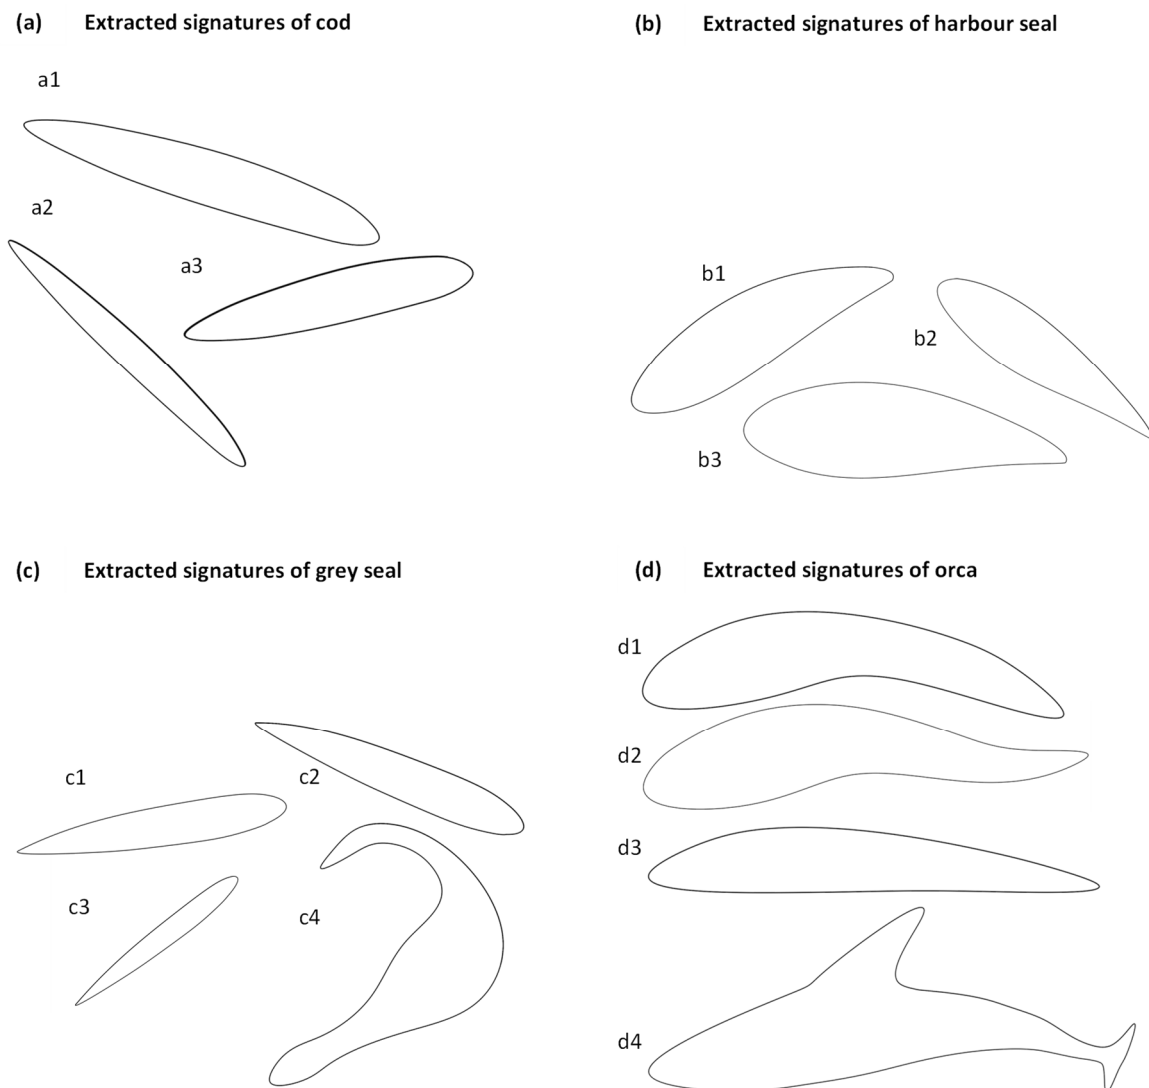 (a) Extracted signatures of cod
a1
a2
a3
(b) Extracted signatures of harbour seal
b1
b2
b3
(c) Extracted signatures of grey seal
c1
c2
c3
c4
(d) Extracted signatures of orca
d1
d2
d3
d4